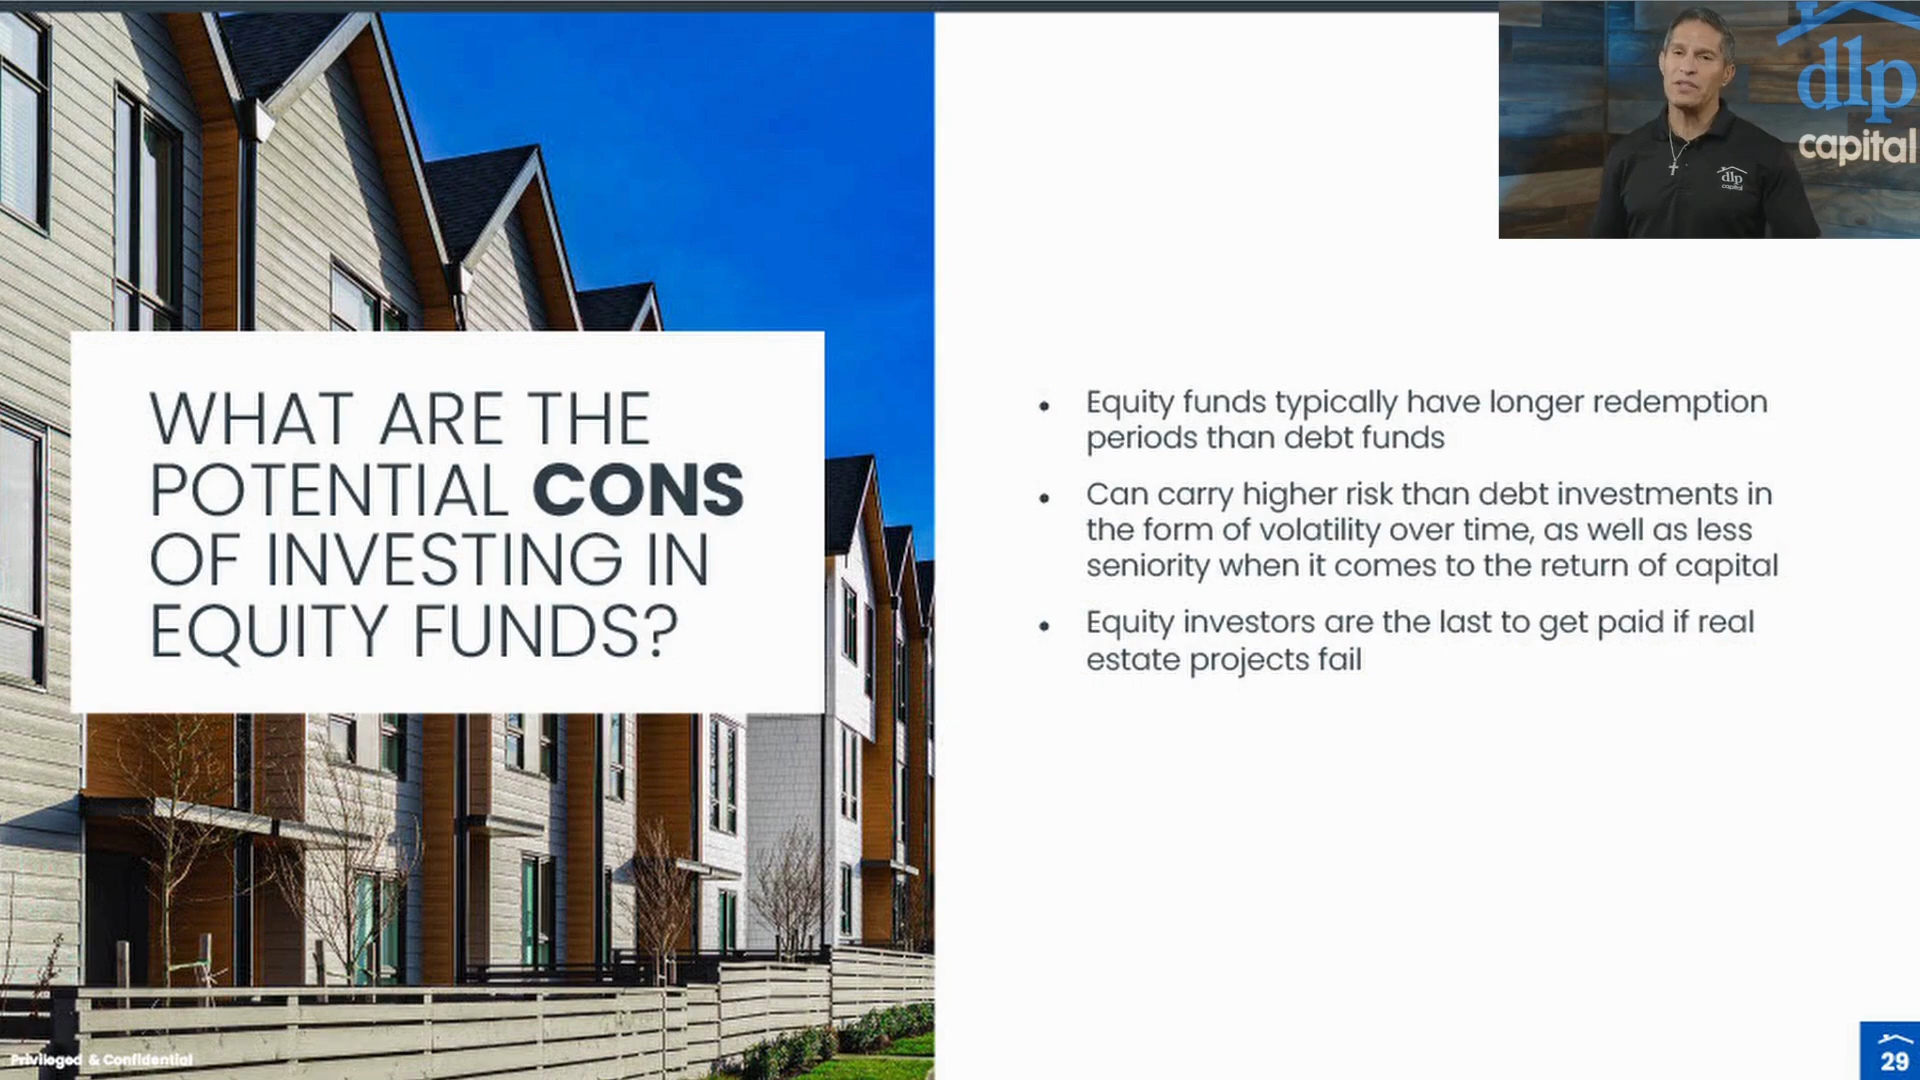 dlp
capital
dlp
capital
WHAT ARE THE
POTENTIAL CONS
OF INVESTING IN
EQUITY FUNDS?
• Equity funds typically have longer redemption
periods than debt funds
• Can carry higher risk than debt investments in
the form of volatility over time, as well as less
seniority when it comes to the return of capital
• Equity investors are the last to get paid if real
estate projects fail
Privileged & Confidential
29